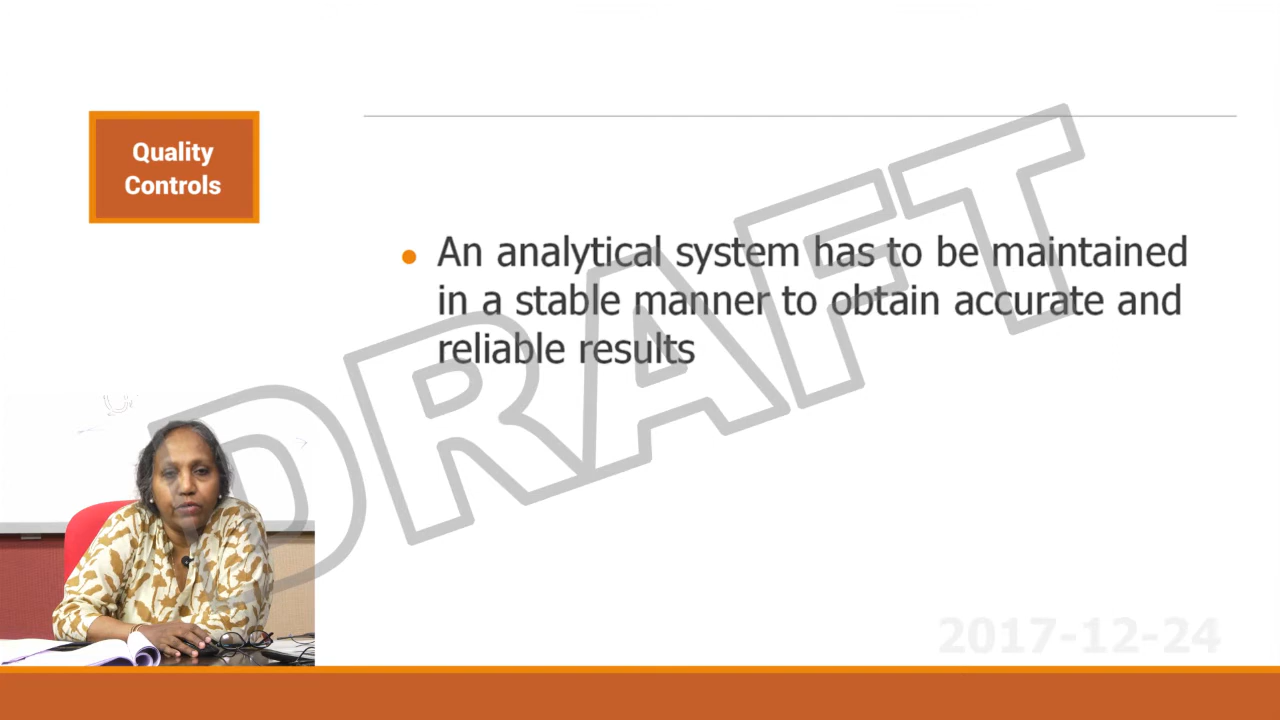 Quality
Controls
An analytical system has to be maintained
in a stable manner to obtain accurate and
reliable results
DRAFT
2017-12-24